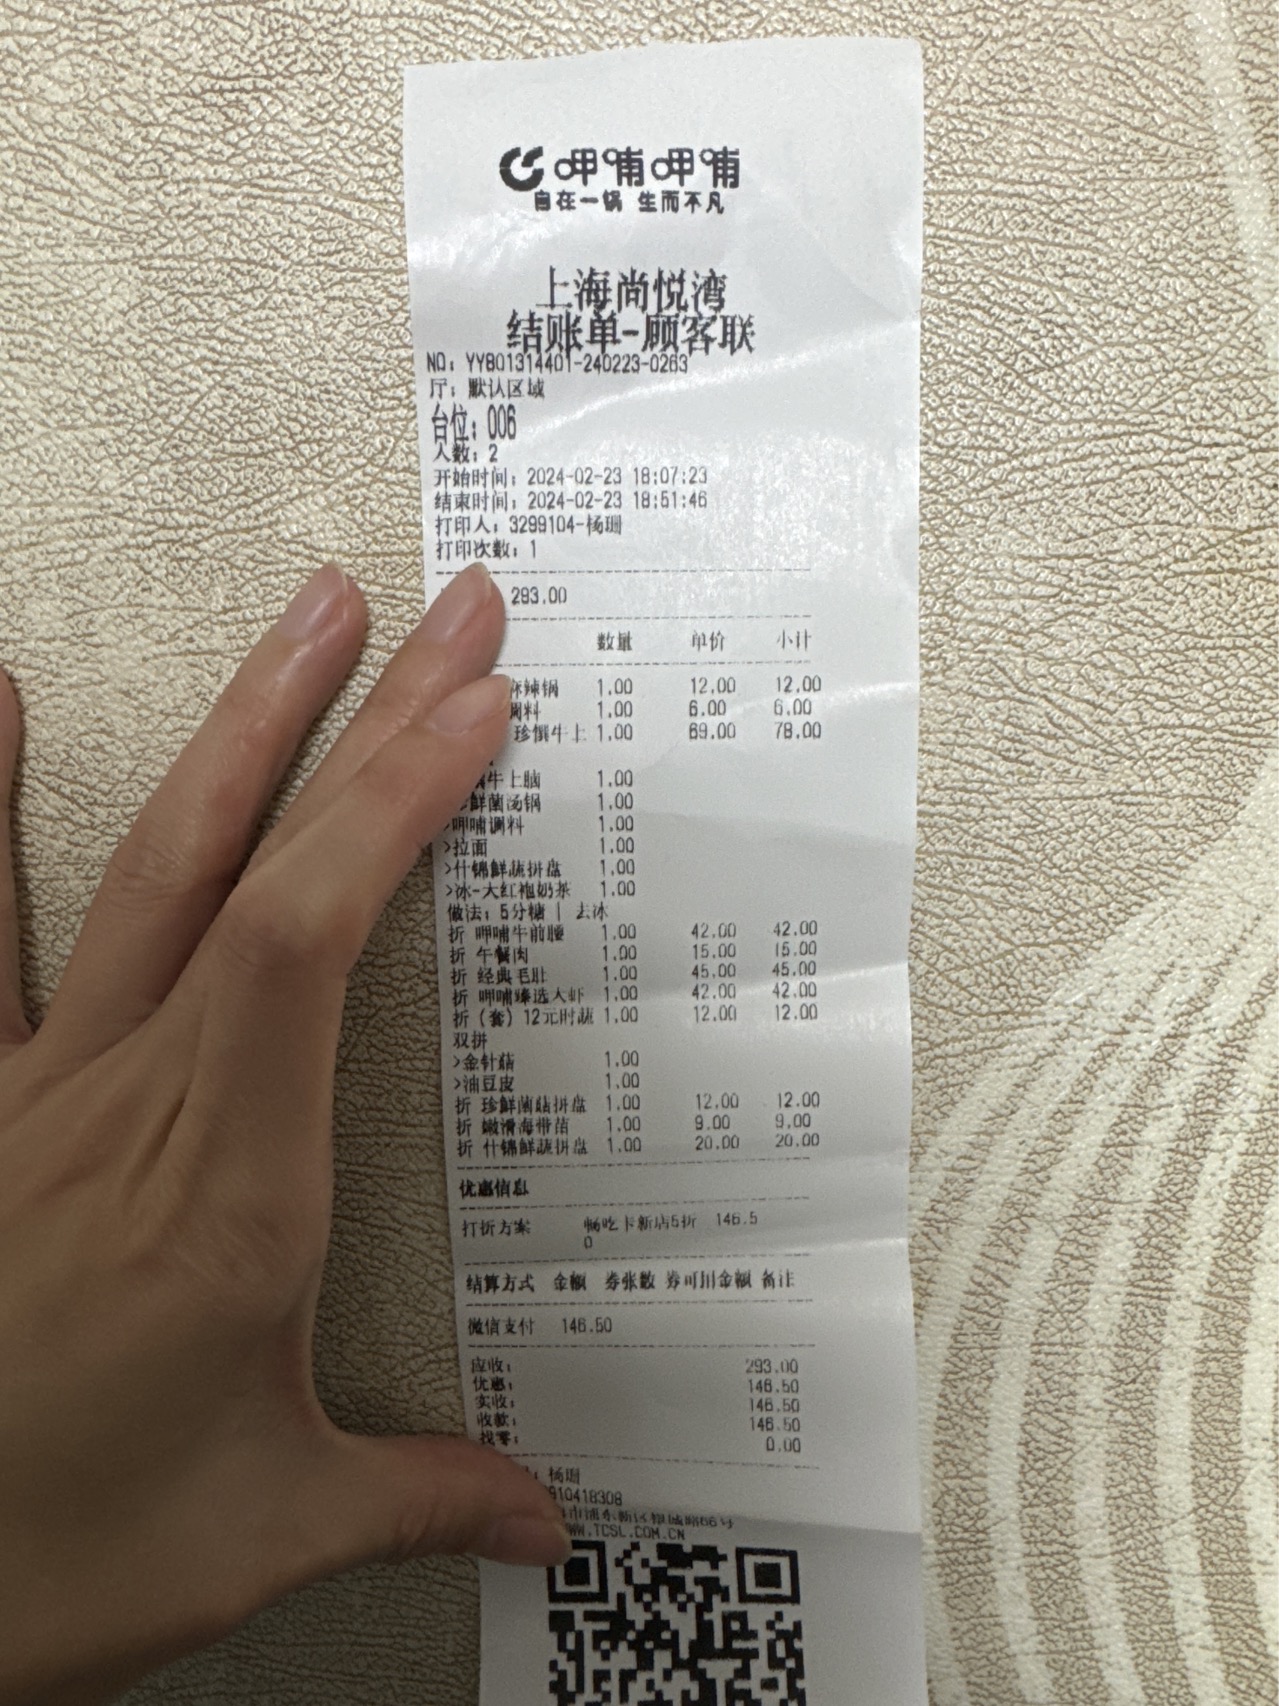 呷哺呷哺
自在一锅 生而不凡
上海尚悦湾
结账单-顾客联
NO: YY801314401-240223-0263
厅: 默认区域
台位: 006
人数: 2
开始时间: 2024-02-23 18:07:23
结束时间: 2024-02-23 18:51:46
打印人: 3299104-杨珊
打印次数: 1
293.00
数量 单价 小计
麻辣锅 1.00 12.00 12.00
调料 1.00 6.00 6.00
珍馔牛上 1.00 69.00 78.00
牛上脑 1.00
鲜菌汤锅 1.00
>呷哺调料 1.00
>拉面 1.00
>什锦鲜蔬拼盘 1.00
>冰-大红袍奶茶 1.00
做法: 5分糖 | 去冰
折 呷哺牛前腱 1.00 42.00 42.00
折 午餐肉 1.00 15.00 15.00
折 经典毛肚 1.00 45.00 45.00
折 呷哺臻选大虾 1.00 42.00 42.00
折 (套) 12元时蔬 1.00 12.00 12.00
双拼
>金针菇 1.00
>油豆皮 1.00
折 珍鲜菌菇拼盘 1.00 12.00 12.00
折 嫩滑海带苗 1.00 9.00 9.00
折 什锦鲜蔬拼盘 1.00 20.00 20.00
优惠信息
打折方案 畅吃卡新店5折 146.5
0
结算方式 金额 券张数 券可用金额 备注
微信支付 146.50
应收: 293.00
优惠: 146.50
实收: 146.50
收款: 146.50
找零: 0.00
: 杨珊
910418308
市浦东新区 66号
WW.TCSL.COM.CN